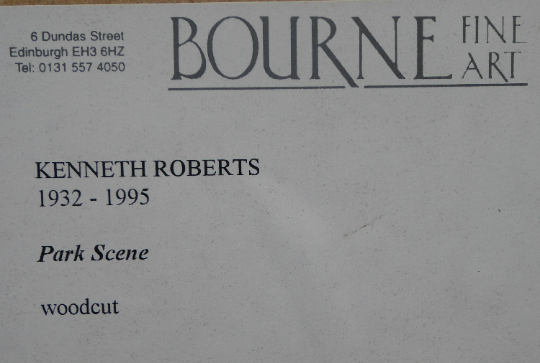 6 Dundas Street
Edinburgh EH3 6HZ
Tel: 0131 557 4050
BOURNE FINE ART
KENNETH ROBERTS
1932 - 1995
Park Scene
woodcut